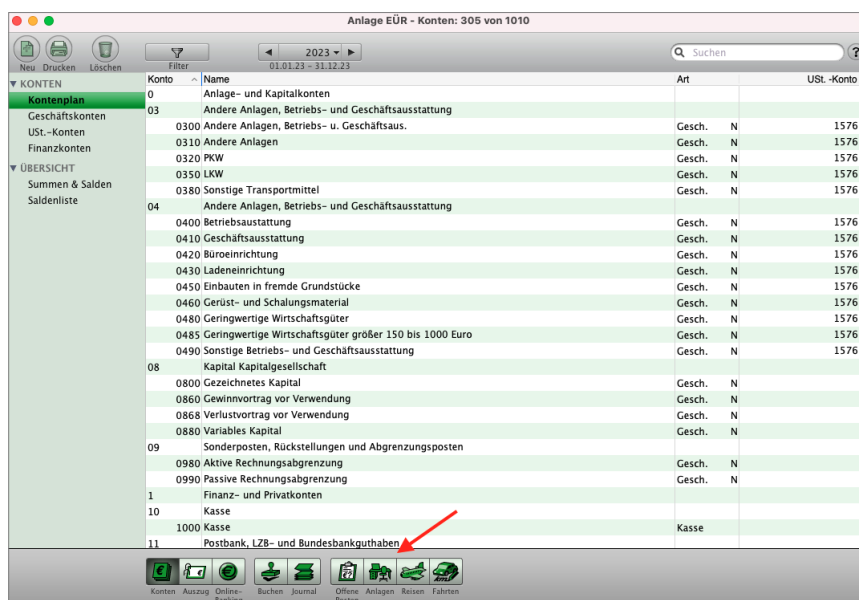 Anlage EÜR - Konten: 305 von 1010
2023
Suchen
?
Neu Drucken Löschen
Filter
01.01.23 - 31.12.23
KONTEN
Kontenplan
Geschäftskonten
USt.-Konten
Finanzkonten
ÜBERSICHT
Summen & Salden
Saldenliste
Konto Name Art USt. -Konto
0 Anlage- und Kapitalkonten
03 Andere Anlagen, Betriebs- und Geschäftsausstattung
0300 Andere Anlagen, Betriebs- u. Geschäftsaus. Gesch. N 1576
0310 Andere Anlagen Gesch. N 1576
0320 PKW Gesch. N 1576
0350 LKW Gesch. N 1576
0380 Sonstige Transportmittel Gesch. N 1576
04 Andere Anlagen, Betriebs- und Geschäftsausstattung
0400 Betriebsaustattung Gesch. N 1576
0410 Geschäftsausstattung Gesch. N 1576
0420 Büroeinrichtung Gesch. N 1576
0430 Ladeneinrichtung Gesch. N 1576
0450 Einbauten in fremde Grundstücke Gesch. N 1576
0460 Gerüst- und Schalungsmaterial Gesch. N 1576
0480 Geringwertige Wirtschaftsgüter Gesch. N 1576
0485 Geringwertige Wirtschaftsgüter größer 150 bis 1000 Euro Gesch. N 1576
0490 Sonstige Betriebs- und Geschäftsausstattung Gesch. N 1576
08 Kapital Kapitalgesellschaft
0800 Gezeichnetes Kapital Gesch. N
0860 Gewinnvortrag vor Verwendung Gesch. N
0868 Verlustvortrag vor Verwendung Gesch. N
0880 Variables Kapital Gesch. N
09 Sonderposten, Rückstellungen und Abgrenzungsposten
0980 Aktive Rechnungsabgrenzung Gesch. N
0990 Passive Rechnungsabgrenzung Gesch. N
1 Finanz- und Privatkonten
10 Kasse
1000 Kasse Kasse
11 Postbank, LZB- und Bundesbankguthaben
Konten Auszug Online-Banking Buchen Journal Offene Posten Anlagen Reisen Fahrten